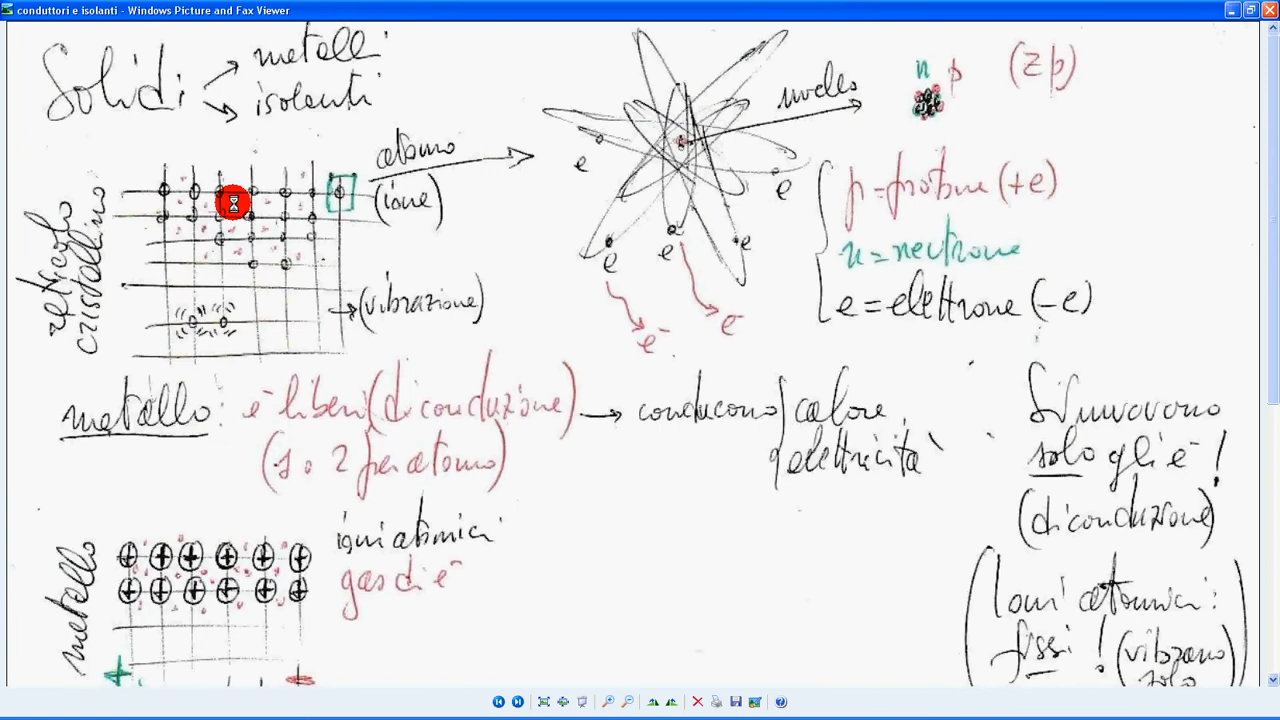 conduttori e isolanti - Windows Picture and Fax Viewer
Solidi
metalli
isolanti
atomo
(ione)
reticolo
cristallino
(vibrazione)
e
e
e
e
e
e⁻
e⁻
nucleo
n p (Zp)
p = protone (+e)
n = neutrone
e = elettrone (-e)
metallo: e⁻ liberi (di conduzione) → conducono calore,
elettricità
(1 o 2 per atomo)
Si muovono
solo gli e⁻!
(di conduzione)
metallo
+ + + + + +
+ + + + + +
ioni atomici
gas di e⁻
+
-
(Ioni atomici:
fissi! (vibrano)
solo